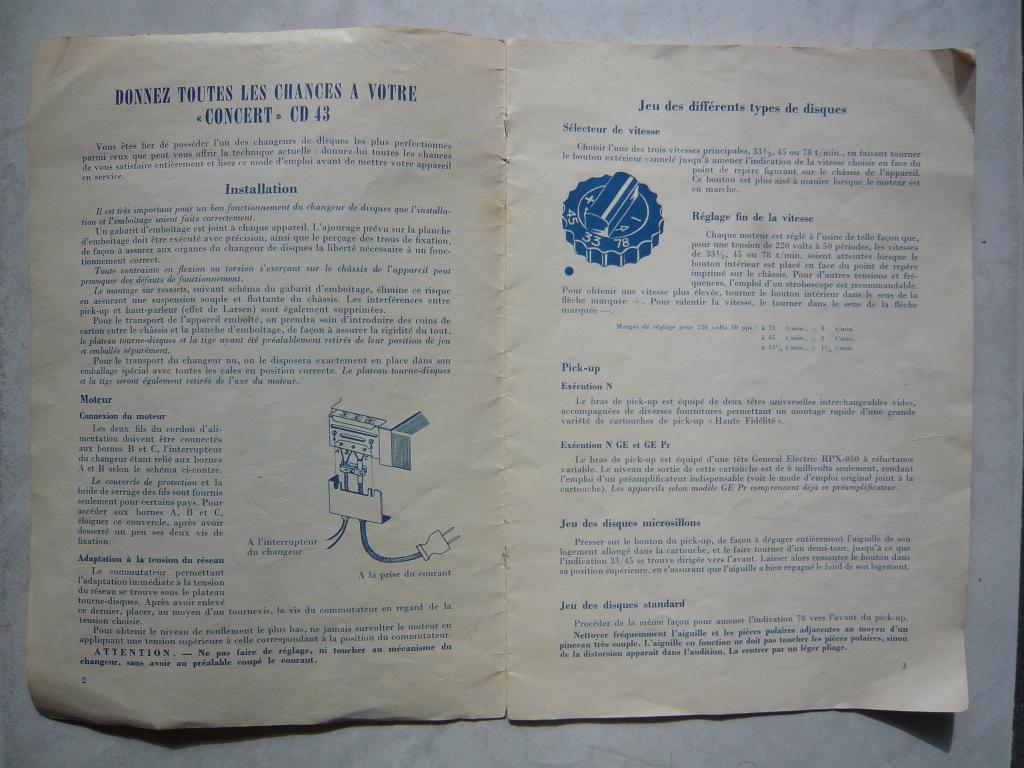 DONNEZ TOUTES LES CHANCES A VOTRE
«CONCERT» CD 43
Vous êtes fier de posséder l'un des changeurs de disques les plus perfectionnés
parmi ceux que peut vous offrir la technique actuelle : donnez-lui toutes les chances
de vous satisfaire entièrement et lisez ce mode d'emploi avant de mettre votre appareil
en service.
Installation
Il est très important pour un bon fonctionnement du changeur de disques que l'installa-
tion et l'emboîtage soient faits correctement.
Un gabarit d'emboîtage est joint à chaque appareil. L'ajourage prévu sur la planche
d'emboîtage doit être exécuté avec précision, ainsi que le perçage des trous de fixation,
de façon à assurer aux organes du changeur de disques la liberté nécessaire à un fonc-
tionnement correct.
Toute contrainte en flexion ou torsion s'exerçant sur le châssis de l'appareil peut
provoquer des défauts de fonctionnement.
Le montage sur ressorts, suivant schéma du gabarit d'emboîtage, élimine ce risque
en assurant une suspension souple et flottante du châssis. Les interférences entre
pick-up et haut-parleur (effet de Larsen) sont également supprimées.
Pour le transport de l'appareil emboîté, on prendra soin d'introduire des coins de
carton entre le châssis et la planche d'emboîtage, de façon à assurer la rigidité du tout,
le plateau tourne-disques et la tige ayant été préalablement retirés de leur position de jeu
et emballés séparément.
Pour le transport du changeur nu, on le disposera exactement en place dans son
emballage spécial avec toutes les cales en position correcte. Le plateau tourne-disques
et la tige seront également retirés de l'axe du moteur.
Moteur
Connexion du moteur
Les deux fils du cordon d'ali-
mentation doivent être connectés
aux bornes B et C, l'interrupteur
du changeur étant relié aux bornes
A et B selon le schéma ci-contre.
Le couvercle de protection et la
bride de serrage des fils sont fournis
seulement pour certains pays. Pour
accéder aux bornes A, B et C,
éloigner ce couvercle, après avoir
desserré un peu ses deux vis de
fixation.
A l'interrupteur
du changeur
A la prise du courant
Adaptation à la tension du réseau
Le commutateur permettant
l'adaptation immédiate à la tension
du réseau se trouve sous le plateau
tourne-disques. Après avoir enlevé
ce dernier, placer, au moyen d'un tournevis, la vis du commutateur en regard de la
tension choisie.
Pour obtenir le niveau de ronflement le plus bas, ne jamais survolter le moteur en
appliquant une tension supérieure à celle correspondant à la position du commutateur.
ATTENTION. — Ne pas faire de réglage, ni toucher au mécanisme du
changeur, sans avoir au préalable coupé le courant.
2
Jeu des différents types de disques
Sélecteur de vitesse
Choisir l'une des trois vitesses principales, 33⅓, 45 ou 78 t/min., en faisant tourner
le bouton extérieur cannelé jusqu'à amener l'indication de la vitesse choisie en face du
point de repère figurant sur le châssis de l'appareil.
Ce bouton est plus aisé à manier lorsque le moteur est
en marche.
+
—
45
33
78
Réglage fin de la vitesse
Chaque moteur est réglé à l'usine de telle façon que,
pour une tension de 220 volts à 50 périodes, les vitesses
de 33⅓, 45 ou 78 t/min. soient atteintes lorsque le
bouton intérieur est placé en face du point de repère
imprimé sur le châssis. Pour d'autres tensions et fré-
quences, l'emploi d'un stroboscope est recommandable.
Pour obtenir une vitesse plus élevée, tourner le bouton intérieur dans le sens de la
flèche marquée +. Pour ralentir la vitesse, le tourner dans le sens de la flèche
marquée —.
Marges de réglage pour 220 volts 50 pps : à 78 t/min., ± 4 t/min.
à 45 t/min., ± 2 t/min.
à 33⅓ t/min., ± 1½ t/min.
Pick-up
Exécution N
Le bras de pick-up est équipé de deux têtes universelles interchangeables vides,
accompagnées de diverses fournitures permettant un montage rapide d'une grande
variété de cartouches de pick-up « Haute Fidélité ».
Exécution N GE et GE Pr
Le bras de pick-up est équipé d'une tête General Electric RPX-050 à réluctance
variable. Le niveau de sortie de cette cartouche est de 6 millivolts seulement, rendant
l'emploi d'un préamplificateur indispensable (voir le mode d'emploi original joint à la
cartouche). Les appareils selon modèle GE Pr comprennent déjà ce préamplificateur.
Jeu des disques microsillons
Presser sur le bouton du pick-up, de façon à dégager entièrement l'aiguille de son
logement allongé dans la cartouche, et le faire tourner d'un demi-tour, jusqu'à ce que
l'indication 33/45 se trouve dirigée vers l'avant. Laisser alors remonter le bouton dans
sa position supérieure, en s'assurant que l'aiguille a bien regagné le fond de son logement.
Jeu des disques standard
Procéder de la même façon pour amener l'indication 78 vers l'avant du pick-up.
Nettoyer fréquemment l'aiguille et les pièces polaires adjacentes au moyen d'un
pinceau très souple. L'aiguille en fonction ne doit pas toucher les pièces polaires, sinon
de la distorsion apparaît dans l'audition. La centrer par un léger pliage.
3